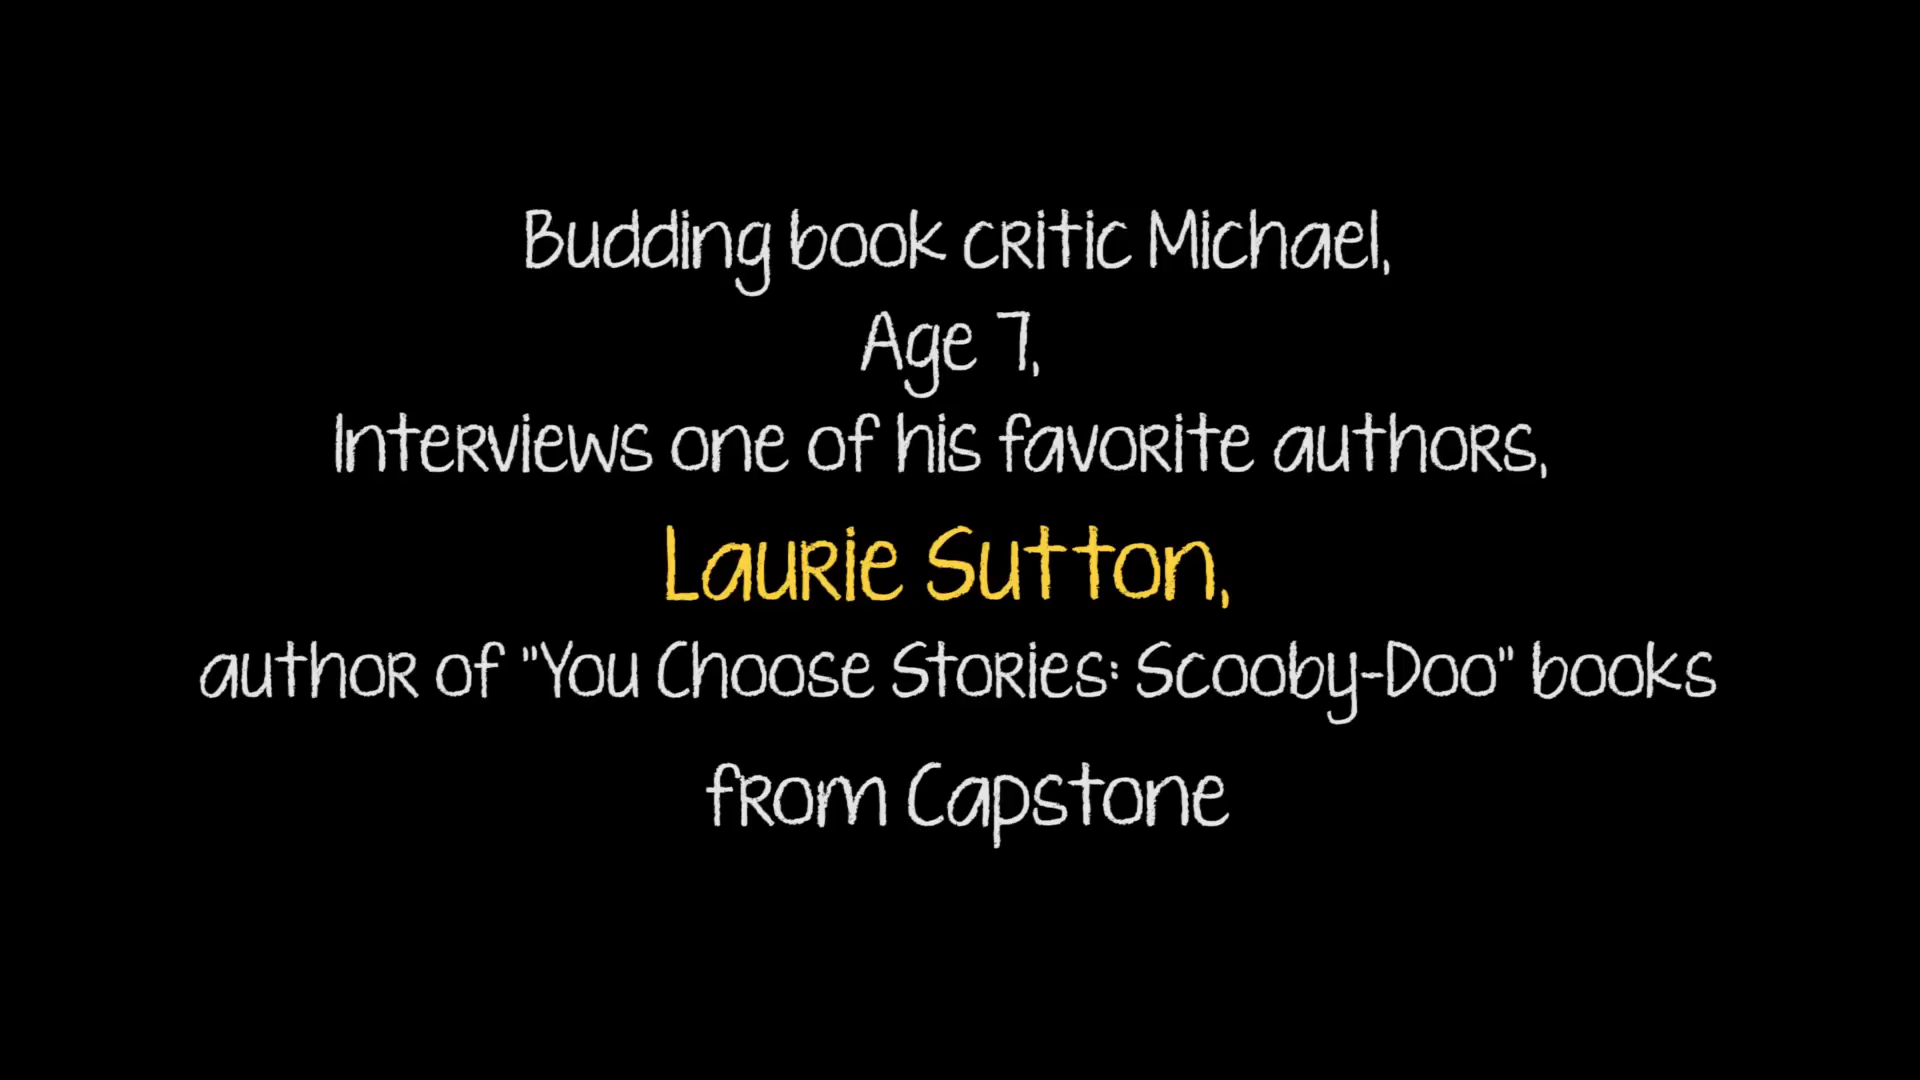 Budding book critic Michael,
Age 7,
Interviews one of his favorite authors,
Laurie Sutton,
author of "You Choose Stories: Scooby-Doo" books
from Capstone